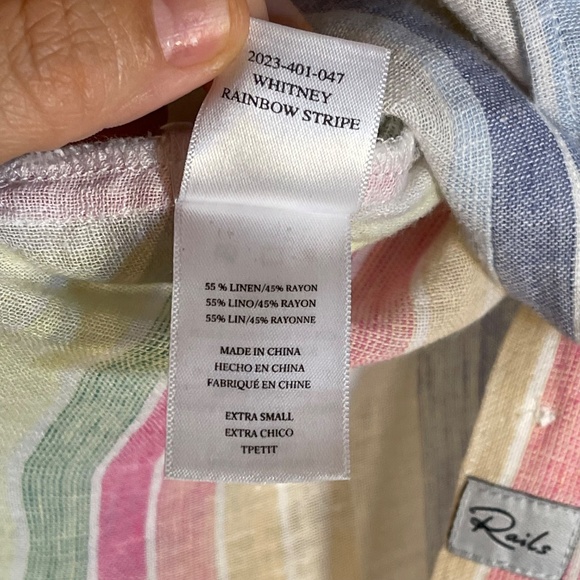 2023-401-047
WHITNEY
RAINBOW STRIPE
55 % LINEN/45% RAYON
55% LINO/45% RAYON
55% LIN/45% RAYONNE
MADE IN CHINA
HECHO EN CHINA
FABRIQUÉ EN CHINE
EXTRA SMALL
EXTRA CHICO
TPETIT
Rails